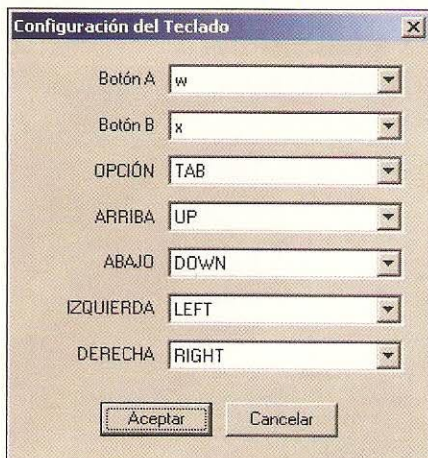 Configuración del Teclado
Botón A w
Botón B x
OPCIÓN TAB
ARRIBA UP
ABAJO DOWN
IZQUIERDA LEFT
DERECHA RIGHT
Aceptar Cancelar